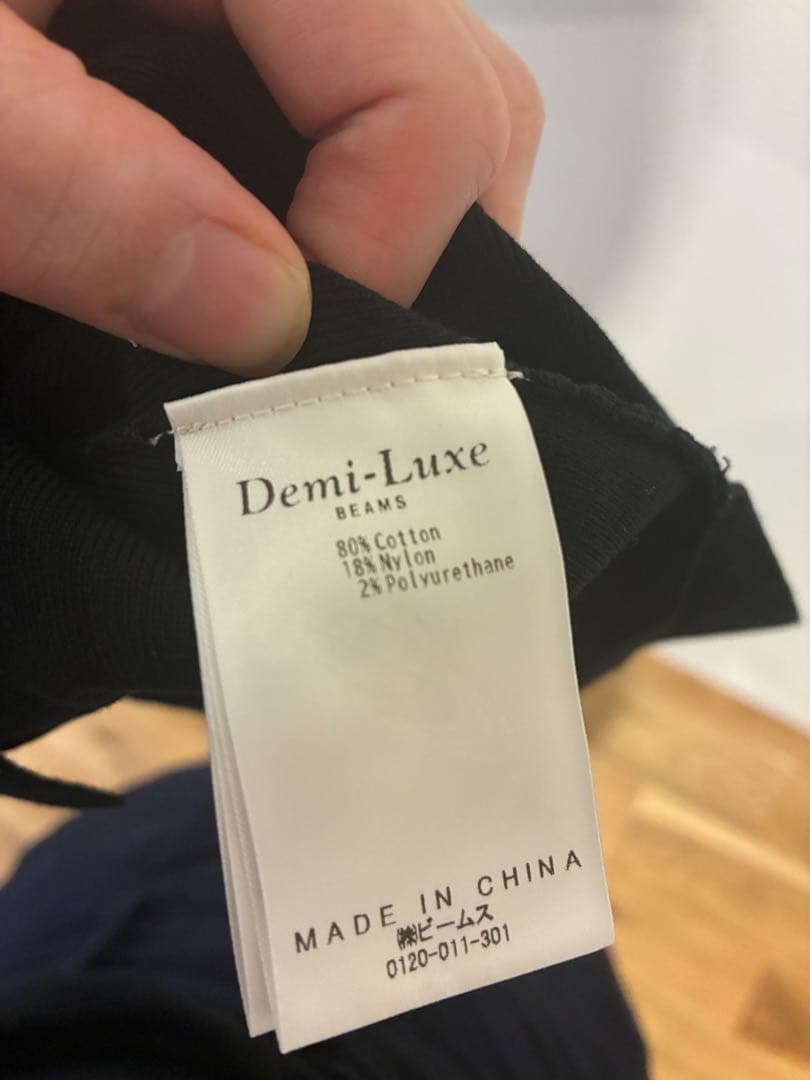 Demi-Luxe
BEAMS
80% Cotton
18% Nylon
2% Polyurethane
MADE IN CHINA
㈱ビームス
0120-011-301